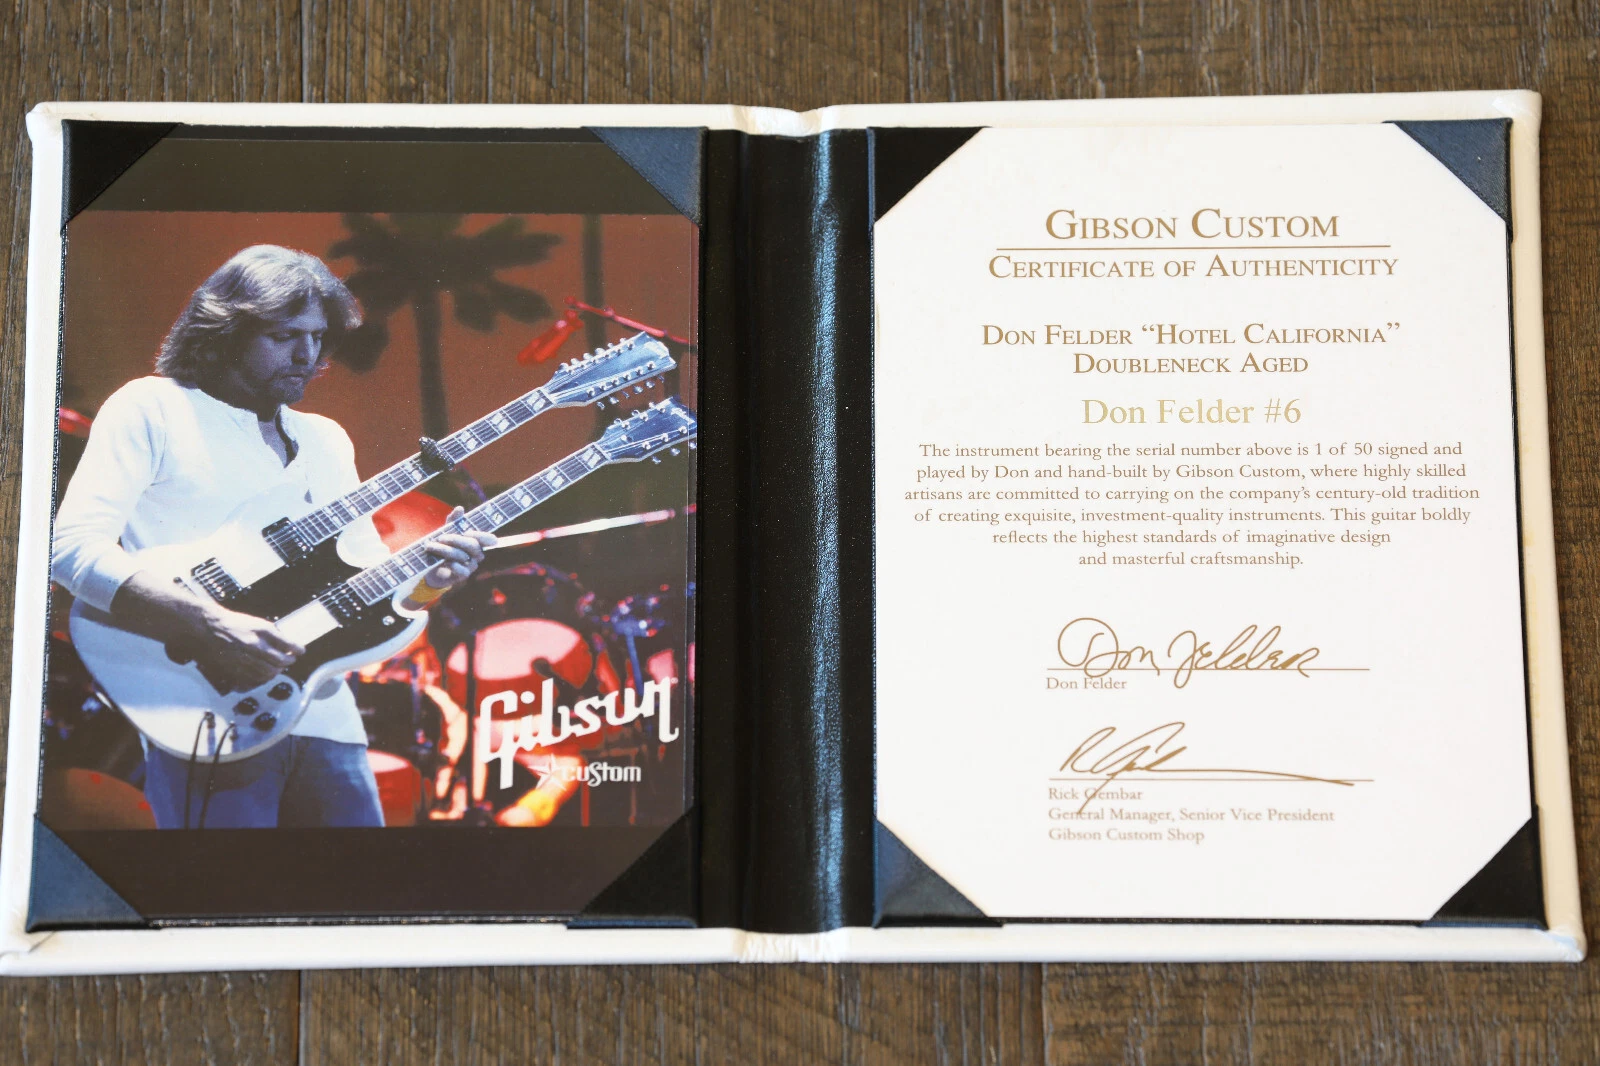 Gibson
custom
GIBSON CUSTOM
CERTIFICATE OF AUTHENTICITY
DON FELDER “HOTEL CALIFORNIA”
DOUBLENECK AGED
Don Felder #6
The instrument bearing the serial number above is 1 of 50 signed and
played by Don and hand-built by Gibson Custom, where highly skilled
artisans are committed to carrying on the company’s century-old tradition
of creating exquisite, investment-quality instruments. This guitar boldly
reflects the highest standards of imaginative design
and masterful craftsmanship.
Don Felder
Don Felder
Rick Gembar
General Manager, Senior Vice President
Gibson Custom Shop